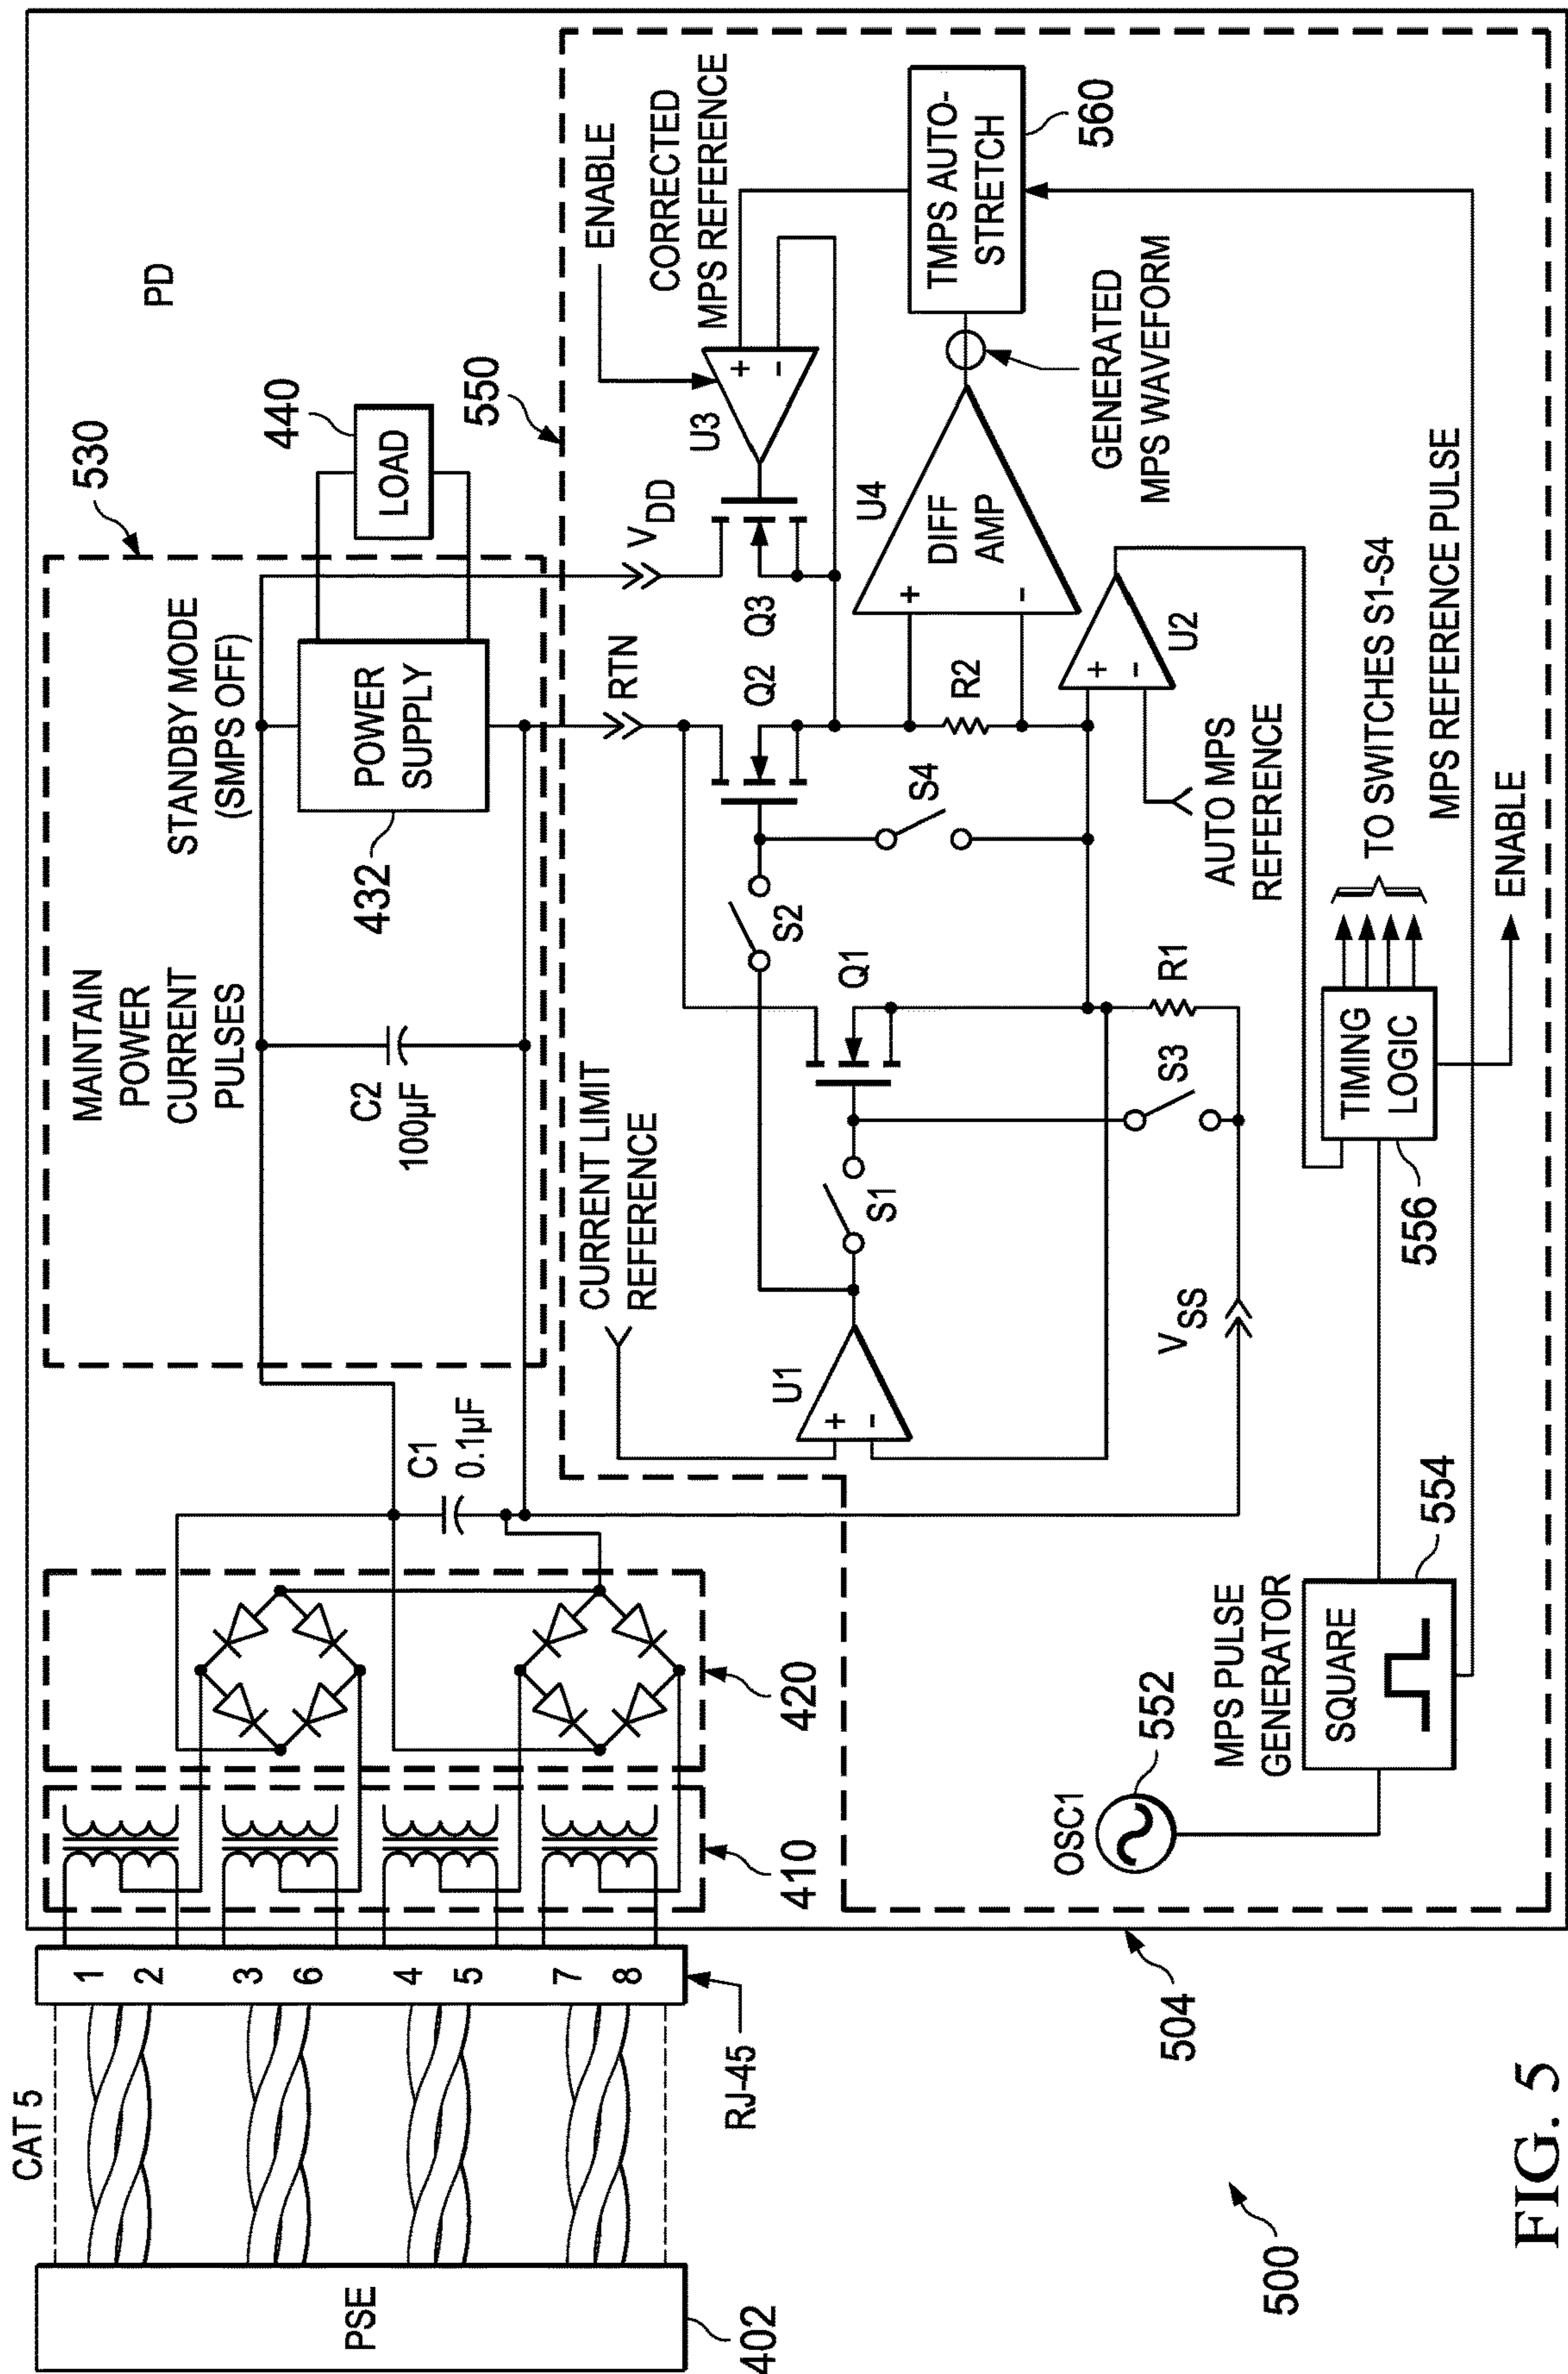 CAT 5
PSE
402
1
2
3
6
4
5
7
8
RJ-45
410
420
504
500
C1
0.1µF
MAINTAIN
POWER
CURRENT
PULSES
C2
100µF
STANDBY MODE
(SMPS OFF)
POWER
SUPPLY
432
530
LOAD
440
PD
550
CURRENT LIMIT
REFERENCE
U1
+
-
S1
S2
S3
S4
Q1
R1
VSS
RTN
VDD
Q2
Q3
R2
U3
+
-
ENABLE
CORRECTED
MPS REFERENCE
U4
DIFF
AMP
+
-
GENERATED
MPS WAVEFORM
TMPS AUTO-
STRETCH
560
U2
+
-
AUTO MPS
REFERENCE
OSC1
552
MPS PULSE
GENERATOR
SQUARE
554
TIMING
LOGIC
556
TO SWITCHES S1-S4
MPS REFERENCE PULSE
ENABLE
FIG. 5